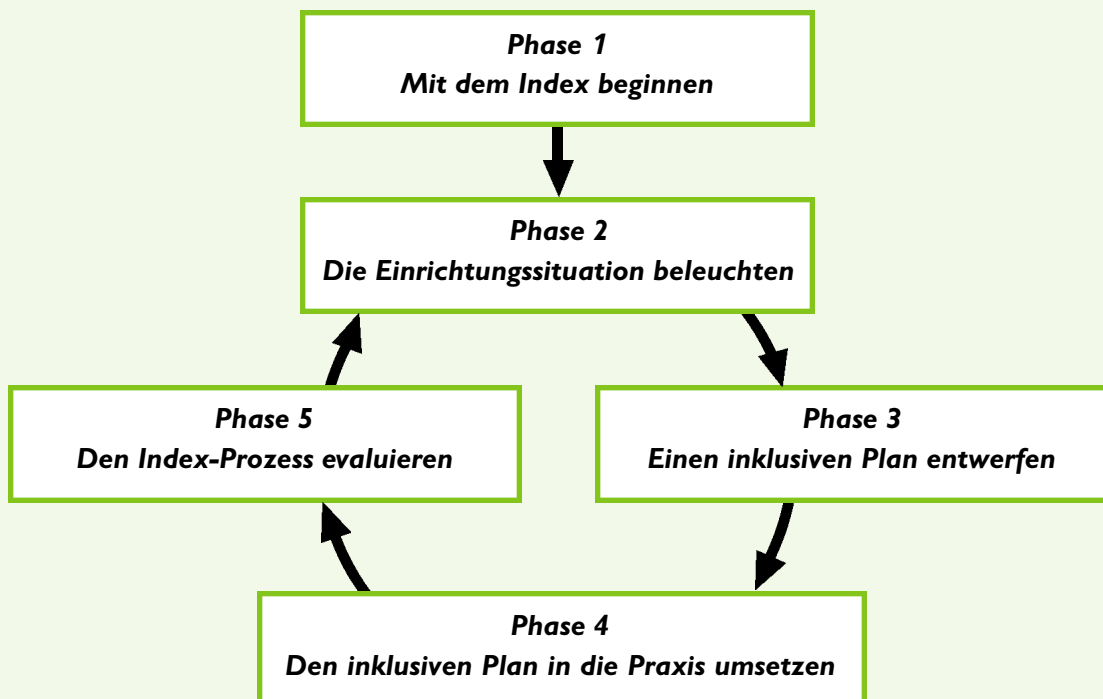 Phase 1
Mit dem Index beginnen
Phase 2
Die Einrichtungssituation beleuchten
Phase 5
Den Index-Prozess evaluieren
Phase 3
Einen inklusiven Plan entwerfen
Phase 4
Den inklusiven Plan in die Praxis umsetzen